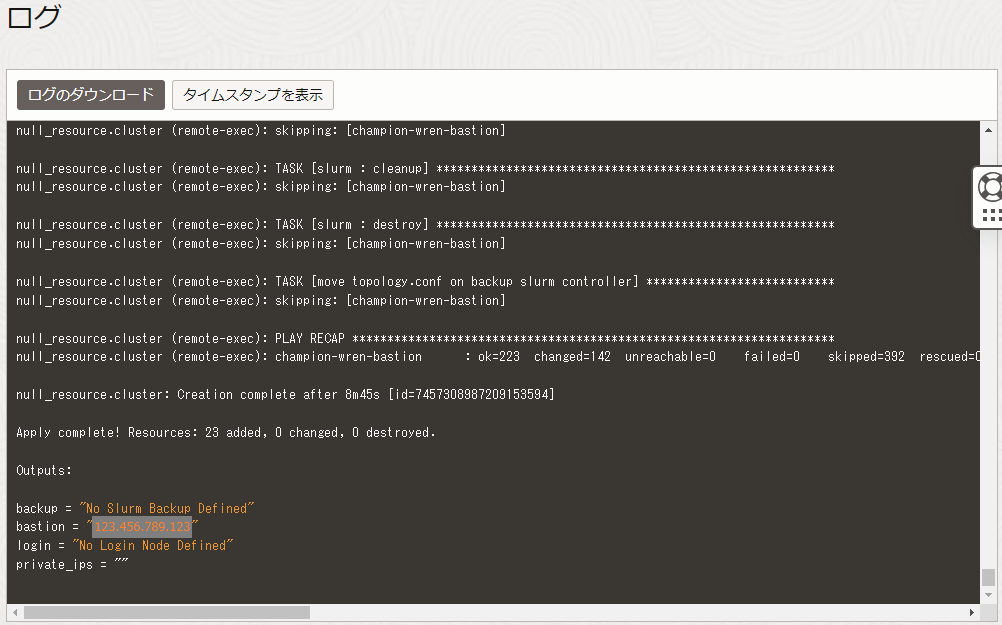 ログ
ログのダウンロード タイムスタンプを表示
null_resource.cluster (remote-exec): skipping: [champion-wren-bastion]
null_resource.cluster (remote-exec): TASK [slurm : cleanup] *********************************************************
null_resource.cluster (remote-exec): skipping: [champion-wren-bastion]
null_resource.cluster (remote-exec): TASK [slurm : destroy] *********************************************************
null_resource.cluster (remote-exec): skipping: [champion-wren-bastion]
null_resource.cluster (remote-exec): TASK [move topology.conf on backup slurm controller] ***************************
null_resource.cluster (remote-exec): skipping: [champion-wren-bastion]
null_resource.cluster (remote-exec): PLAY RECAP *********************************************************************
null_resource.cluster (remote-exec): champion-wren-bastion      : ok=223  changed=142  unreachable=0    failed=0    skipped=392  rescued=0
null_resource.cluster: Creation complete after 8m45s [id=7457308987209153594]
Apply complete! Resources: 23 added, 0 changed, 0 destroyed.
Outputs:
backup = "No Slurm Backup Defined"
bastion = "123.456.789.123"
login = "No Login Node Defined"
private_ips = ""